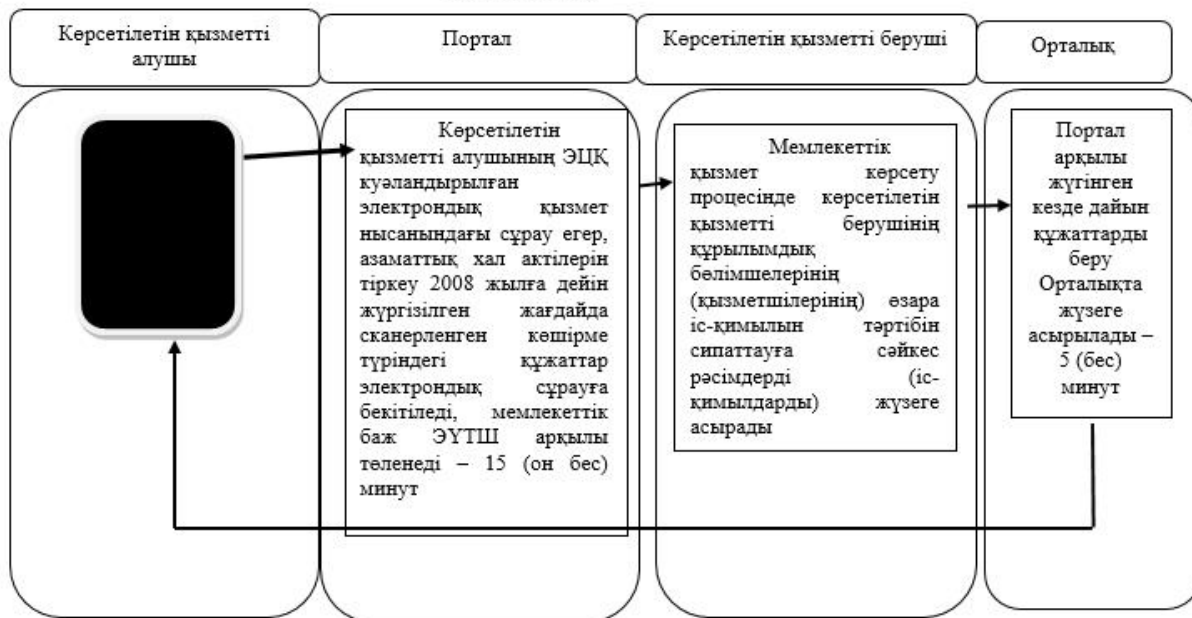 Көрсетілетін қызметті
алушы
Портал
Көрсетілетін қызметті беруші
Орталық
Көрсетілетін
қызметті алушының ЭЦҚ
куәландырылған
электрондық қызмет
нысанындағы сұрау егер,
азаматтық хал актілерін
тіркеу 2008 жылға дейін
жүргізілген жағдайда
сканерленген көшірме
түріндегі құжаттар
электрондық сұрауға
бекітіледі, мемлекеттік
баж ЭҮТШ арқылы
төленеді – 15 (он бес)
минут
Мемлекеттік
қызмет көрсету
процесінде көрсетілетін
қызметті берушінің
құрылымдық
бөлімшелерінің
(қызметшілерінің) өзара
іс-қимылын тәртібін
сипаттауға сәйкес
рәсімдерді (іс-
қимылдарды) жүзеге
асырады
Портал
арқылы
жүгінген
кезде дайын
құжаттарды
беру
Орталықта
жүзеге
асырылады –
5 (бес)
минут